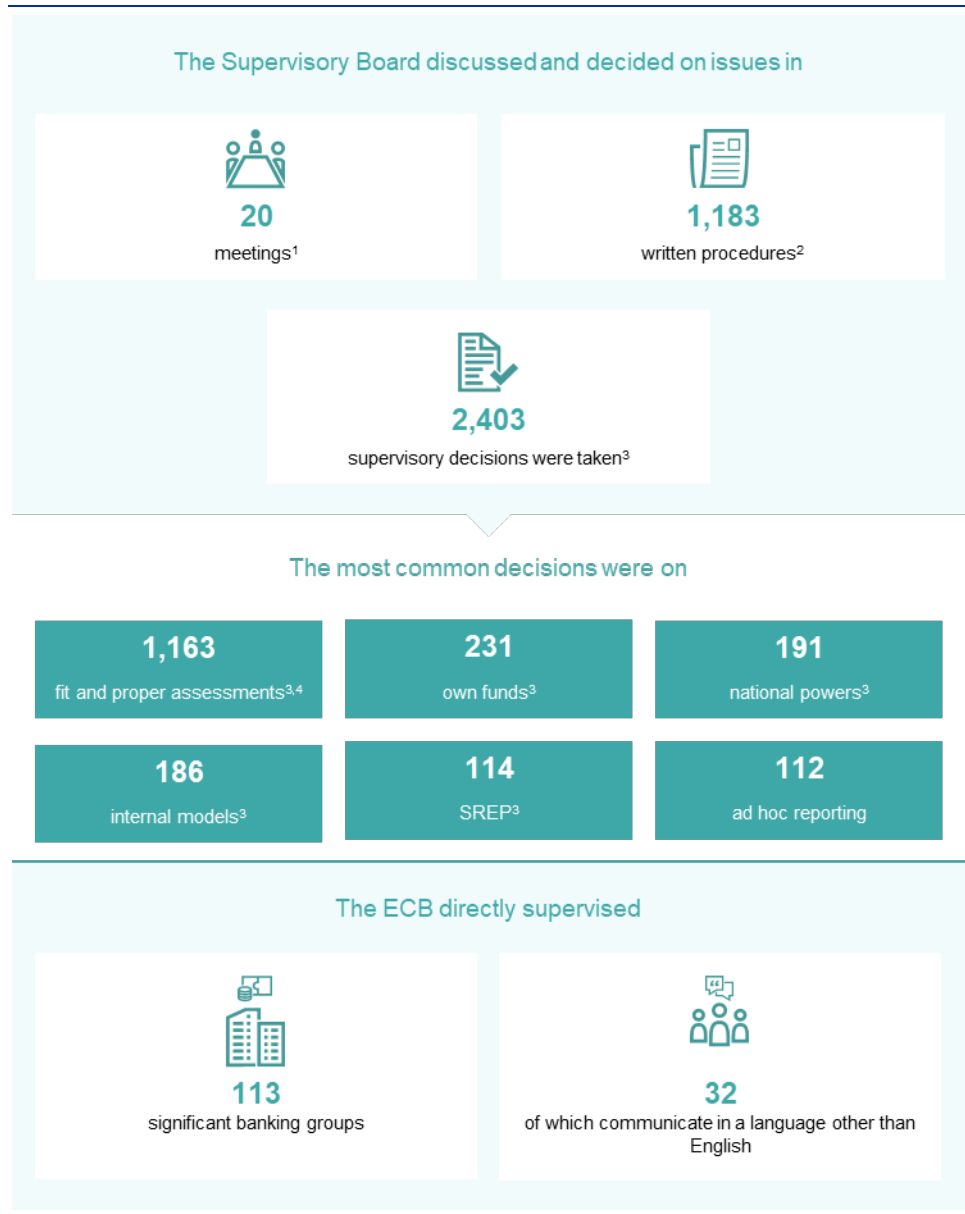 The Supervisory Board discussed and decided on issues in
20
meetings¹
1,183
written procedures²
2,403
supervisory decisions were taken³
The most common decisions were on
1,163
fit and proper assessments³,⁴
231
own funds³
191
national powers³
186
internal models³
114
SREP³
112
ad hoc reporting
The ECB directly supervised
113
significant banking groups
32
of which communicate in a language other than
English